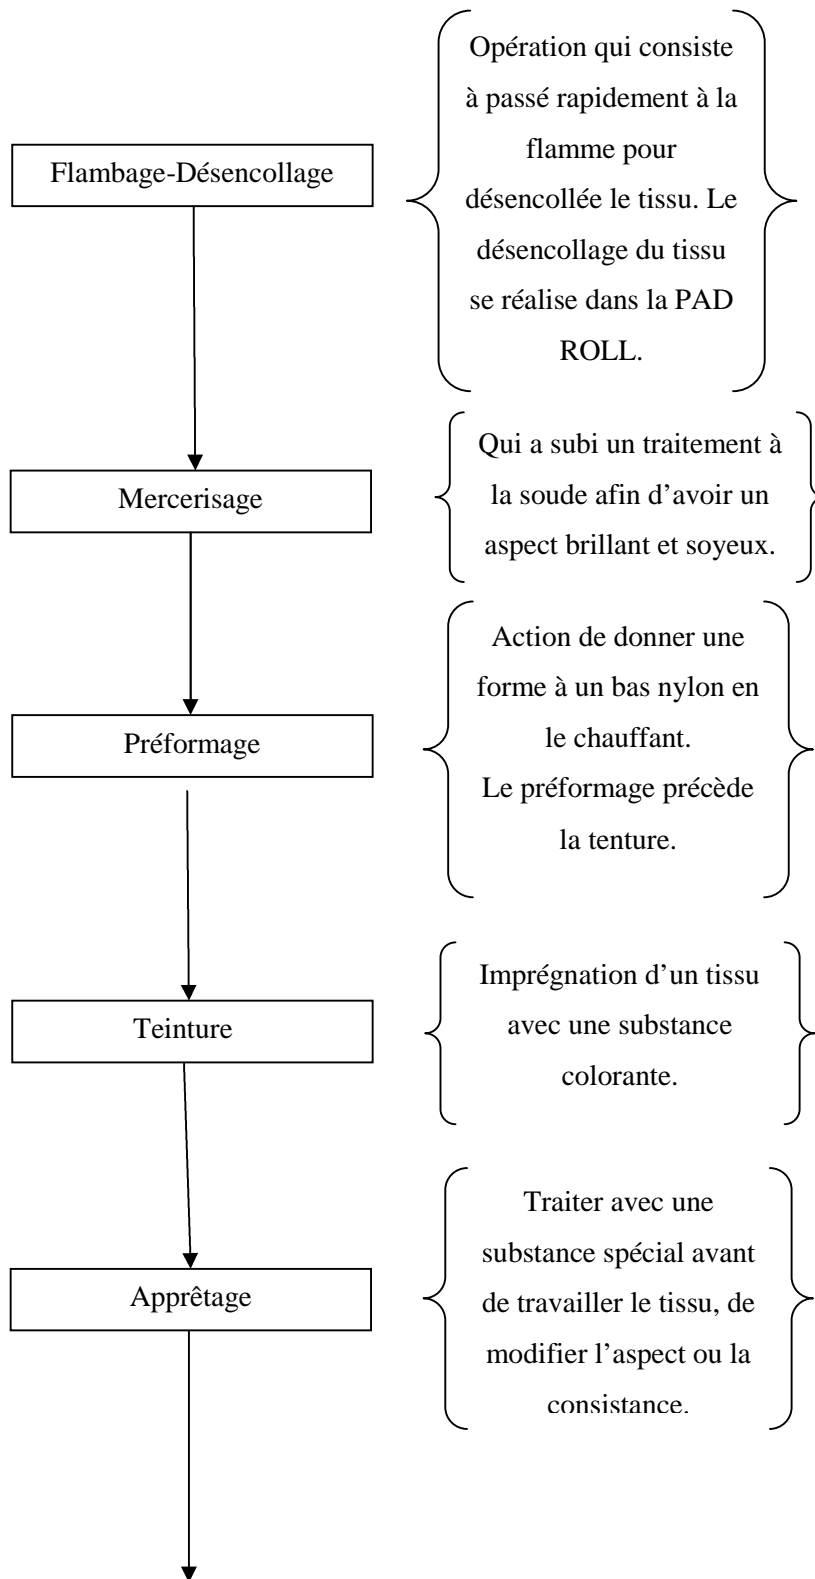 Flambage-Désencollage
Opération qui consiste
à passé rapidement à la
flamme pour
désencollée le tissu. Le
désencollage du tissu
se réalise dans la PAD
ROLL.
Mercerisage
Qui a subi un traitement à
la soude afin d’avoir un
aspect brillant et soyeux.
Préformage
Action de donner une
forme à un bas nylon en
le chauffant.
Le préformage précède
la tenture.
Teinture
Imprégnation d’un tissu
avec une substance
colorante.
Apprêtage
Traiter avec une
substance spécial avant
de travailler le tissu, de
modifier l’aspect ou la
consistance.